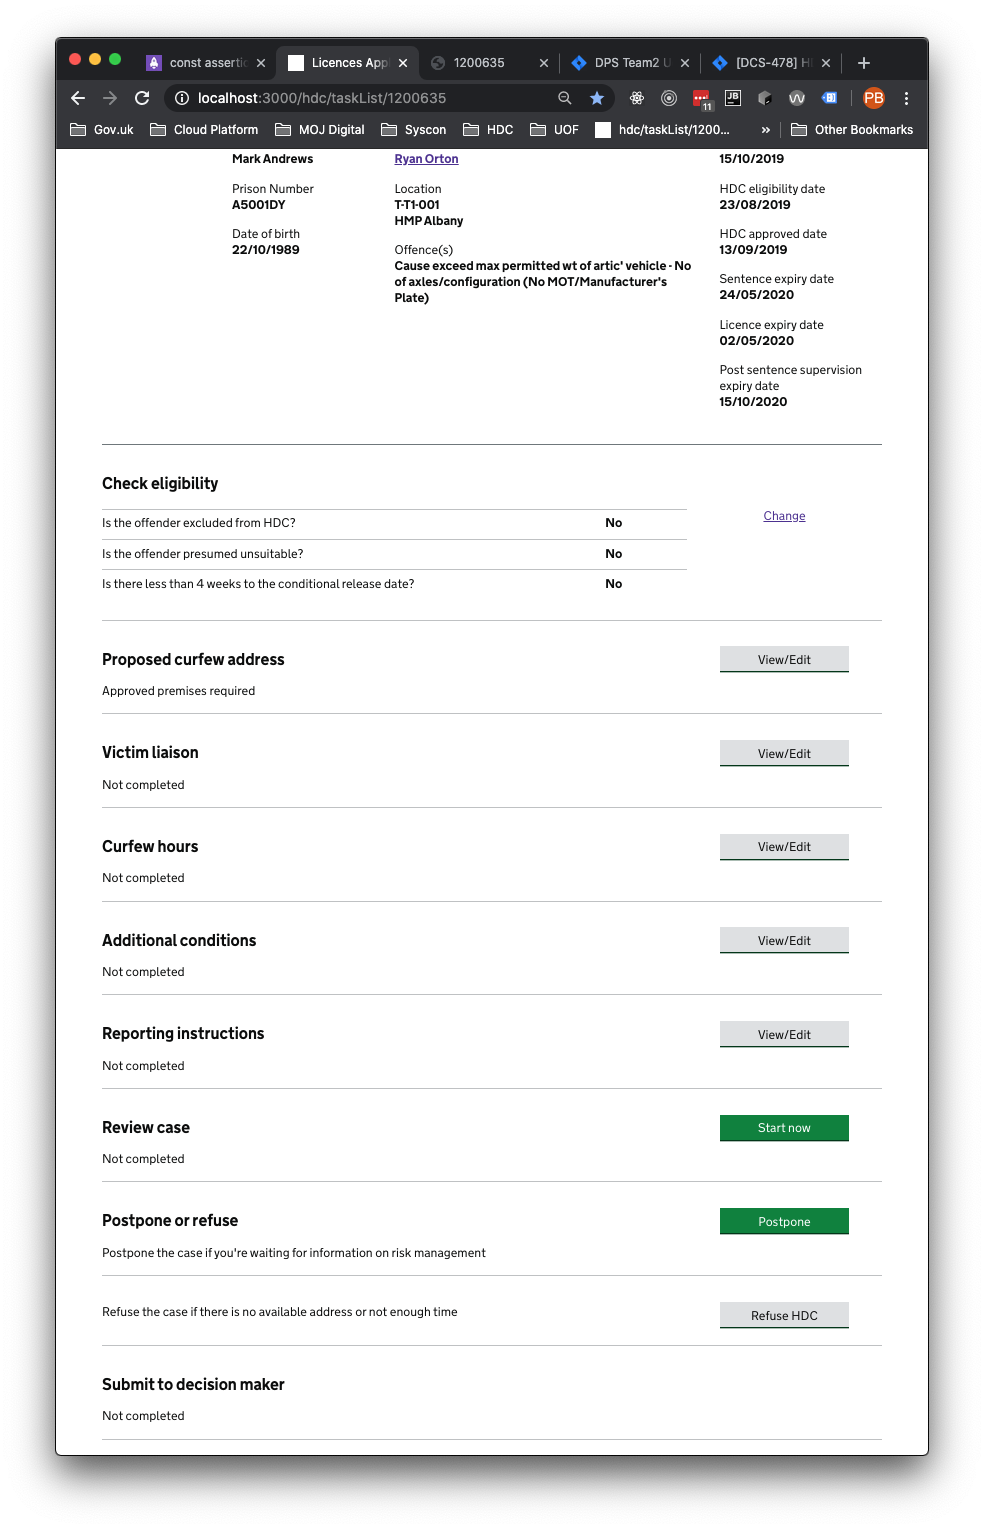 const asserti
Licences Appl
1200635
DPS Team2 U
[DCS-478] H
localhost:3000/hdc/taskList/1200635
11
JB
PB
Gov.uk
Cloud Platform
MOJ Digital
Syscon
HDC
UOF
hdc/taskList/1200...
»
Other Bookmarks
Mark Andrews
Ryan Orton
15/10/2019
Prison Number
A5001DY
Location
T-T1-001
HMP Albany
HDC eligibility date
23/08/2019
Date of birth
22/10/1989
Offence(s)
Cause exceed max permitted wt of artic' vehicle - No
of axles/configuration (No MOT/Manufacturer's
Plate)
HDC approved date
13/09/2019
Sentence expiry date
24/05/2020
Licence expiry date
02/05/2020
Post sentence supervision
expiry date
15/10/2020
Check eligibility
Is the offender excluded from HDC? No
Change
Is the offender presumed unsuitable? No
Is there less than 4 weeks to the conditional release date? No
Proposed curfew address
View/Edit
Approved premises required
Victim liaison
View/Edit
Not completed
Curfew hours
View/Edit
Not completed
Additional conditions
View/Edit
Not completed
Reporting instructions
View/Edit
Not completed
Review case
Start now
Not completed
Postpone or refuse
Postpone
Postpone the case if you're waiting for information on risk management
Refuse the case if there is no available address or not enough time
Refuse HDC
Submit to decision maker
Not completed